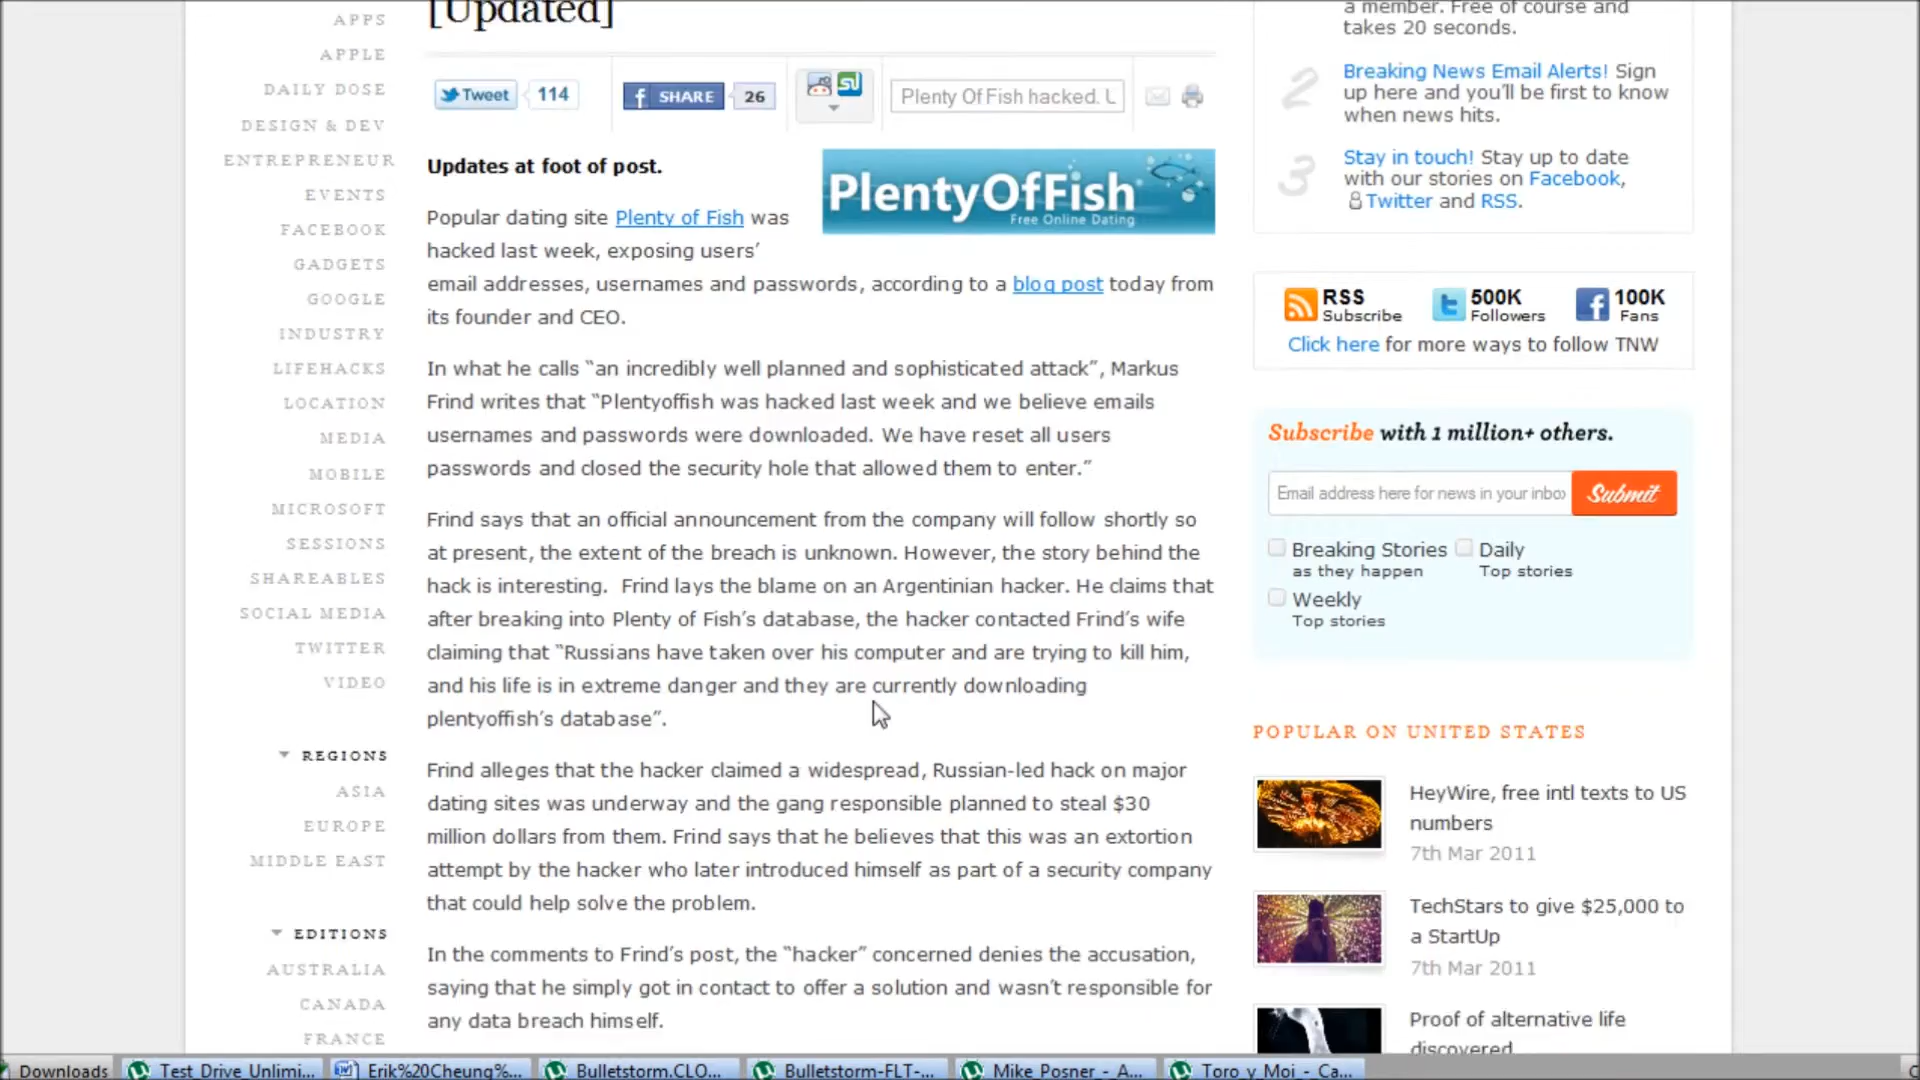 [Updated]
APPS
APPLE
DAILY DOSE
DESIGN & DEV
ENTREPRENEUR
EVENTS
FACEBOOK
GADGETS
GOOGLE
INDUSTRY
LIFEHACKS
LOCATION
MEDIA
MOBILE
MICROSOFT
SESSIONS
SHAREABLES
SOCIAL MEDIA
TWITTER
VIDEO
REGIONS
ASIA
EUROPE
MIDDLE EAST
EDITIONS
AUSTRALIA
CANADA
FRANCE
Tweet 114
SHARE 26
Plenty Of Fish hacked. U
Updates at foot of post.
PlentyOfFish
Free Online Dating
Popular dating site Plenty of Fish was
hacked last week, exposing users’
email addresses, usernames and passwords, according to a blog post today from
its founder and CEO.
In what he calls “an incredibly well planned and sophisticated attack”, Markus
Frind writes that “Plentyoffish was hacked last week and we believe emails
usernames and passwords were downloaded. We have reset all users
passwords and closed the security hole that allowed them to enter.”
Frind says that an official announcement from the company will follow shortly so
at present, the extent of the breach is unknown. However, the story behind the
hack is interesting. Frind lays the blame on an Argentinian hacker. He claims that
after breaking into Plenty of Fish’s database, the hacker contacted Frind’s wife
claiming that “Russians have taken over his computer and are trying to kill him,
and his life is in extreme danger and they are currently downloading
plentyoffish’s database”.
Frind alleges that the hacker claimed a widespread, Russian-led hack on major
dating sites was underway and the gang responsible planned to steal $30
million dollars from them. Frind says that he believes that this was an extortion
attempt by the hacker who later introduced himself as part of a security company
that could help solve the problem.
In the comments to Frind’s post, the “hacker” concerned denies the accusation,
saying that he simply got in contact to offer a solution and wasn’t responsible for
any data breach himself.
a member. Free of course and
takes 20 seconds.
2
Breaking News Email Alerts! Sign
up here and you’ll be first to know
when news hits.
3
Stay in touch! Stay up to date
with our stories on Facebook,
Twitter and RSS.
RSS
Subscribe
500K
Followers
100K
Fans
Click here for more ways to follow TNW
Subscribe with 1 million+ others.
Email address here for news in your inbox
Submit
Breaking Stories
as they happen
Daily
Top stories
Weekly
Top stories
POPULAR ON UNITED STATES
HeyWire, free intl texts to US
numbers
7th Mar 2011
TechStars to give $25,000 to
a StartUp
7th Mar 2011
Proof of alternative life
discovered
Downloads
Test_Drive_Unlimi...
Erik%20Cheung%...
Bulletstorm.CLO...
Bulletstorm-FLT-...
Mike_Posner_-_A...
Toro_y_Moi_-_Ca...